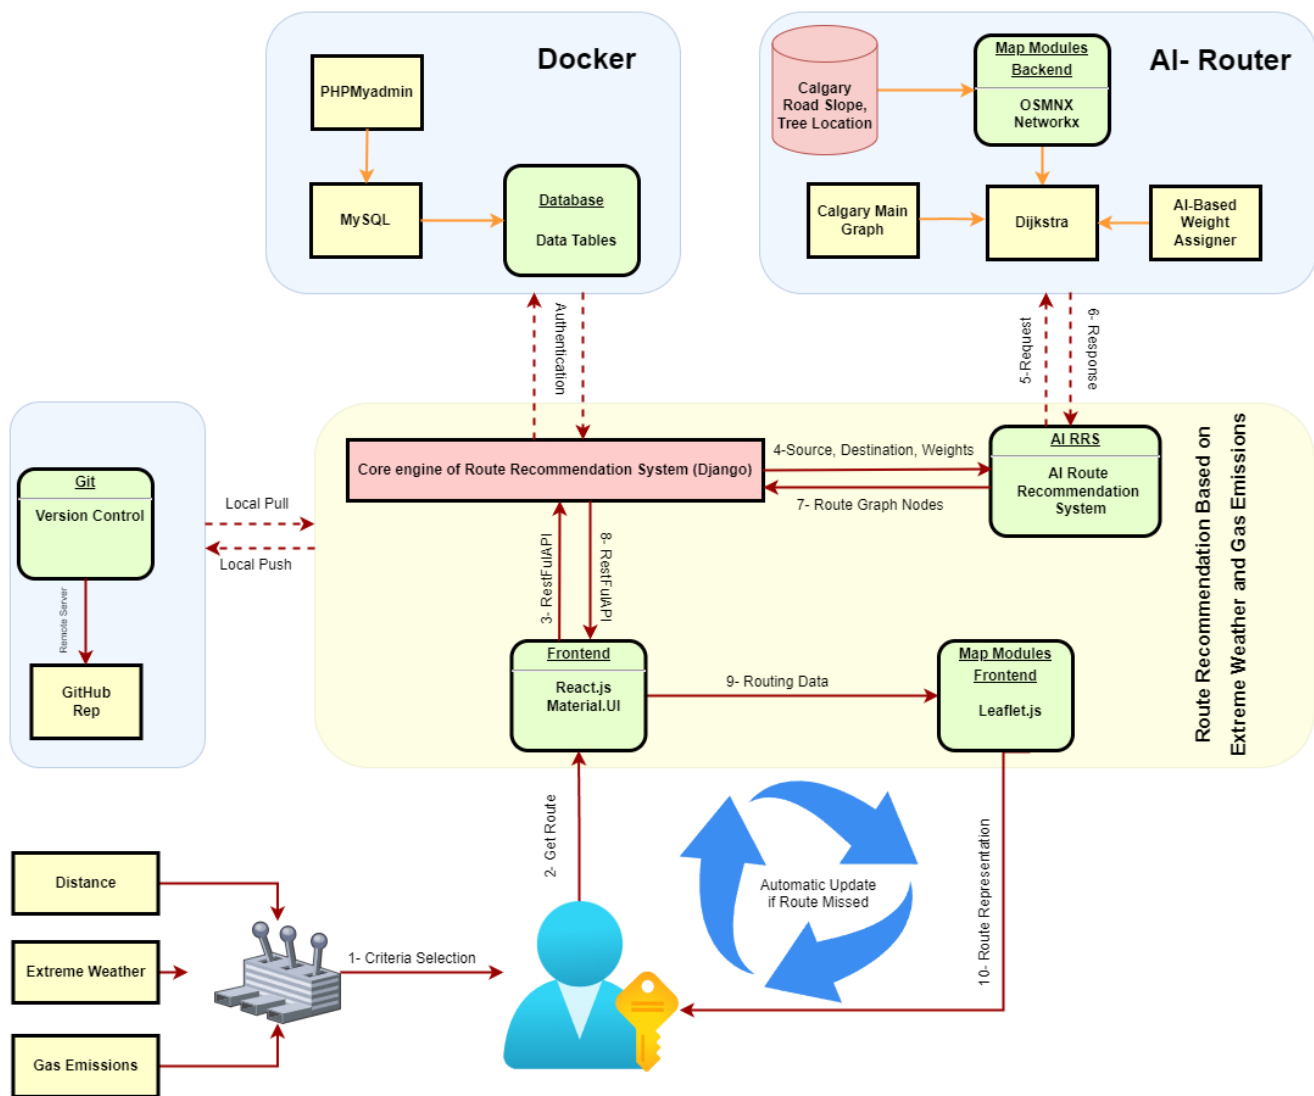 Docker
PHPMyadmin
MySQL
Database
Data Tables
AI- Router
Calgary
Road Slope,
Tree Location
Map Modules
Backend
OSMNX
Networkx
Calgary Main
Graph
Dijkstra
AI-Based
Weight
Assigner
Authentication
5-Request
6- Response
Git
Version Control
Remote Server
GitHub
Rep
Local Pull
Local Push
Core engine of Route Recommendation System (Django)
4-Source, Destination, Weights
7- Route Graph Nodes
AI RRS
AI Route
Recommendation
System
Route Recommendation Based on
Extreme Weather and Gas Emissions
3- RestFulAPI
8- RestFulAPI
Frontend
React.js
Material.UI
9- Routing Data
Map Modules
Frontend
Leaflet.js
2- Get Route
Automatic Update
if Route Missed
10- Route Representation
Distance
Extreme Weather
Gas Emissions
1- Criteria Selection